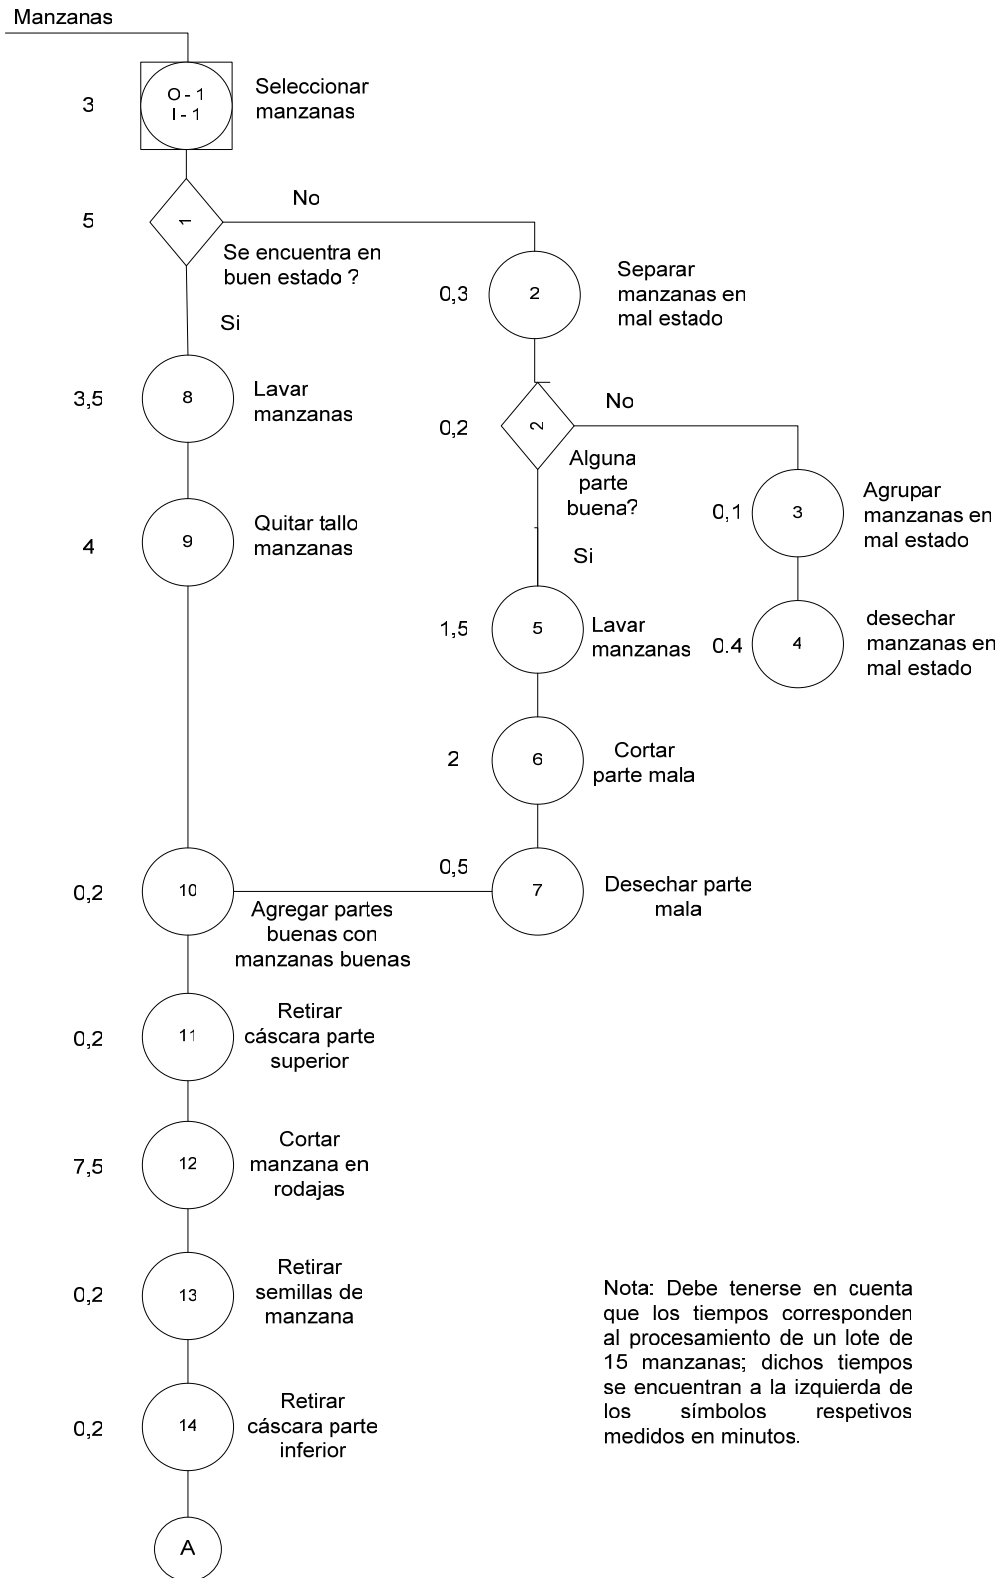 Manzanas
3
O - 1
I - 1
Seleccionar
manzanas
5
1
No
Se encuentra en
buen estado ?
Si
0,3
2
Separar
manzanas en
mal estado
3,5
8
Lavar
manzanas
0,2
2
No
Alguna
parte
buena?
Si
0,1
3
Agrupar
manzanas en
mal estado
4
9
Quitar tallo
manzanas
1,5
5
Lavar
manzanas
0.4
4
desechar
manzanas en
mal estado
2
6
Cortar
parte mala
0,5
7
Desechar parte
mala
0,2
10
Agregar partes
buenas con
manzanas buenas
0,2
11
Retirar
cáscara parte
superior
7,5
12
Cortar
manzana en
rodajas
0,2
13
Retirar
semillas de
manzana
0,2
14
Retirar
cáscara parte
inferior
A
Nota: Debe tenerse en cuenta
que los tiempos corresponden
al procesamiento de un lote de
15 manzanas; dichos tiempos
se encuentran a la izquierda de
los símbolos respetivos
medidos en minutos.